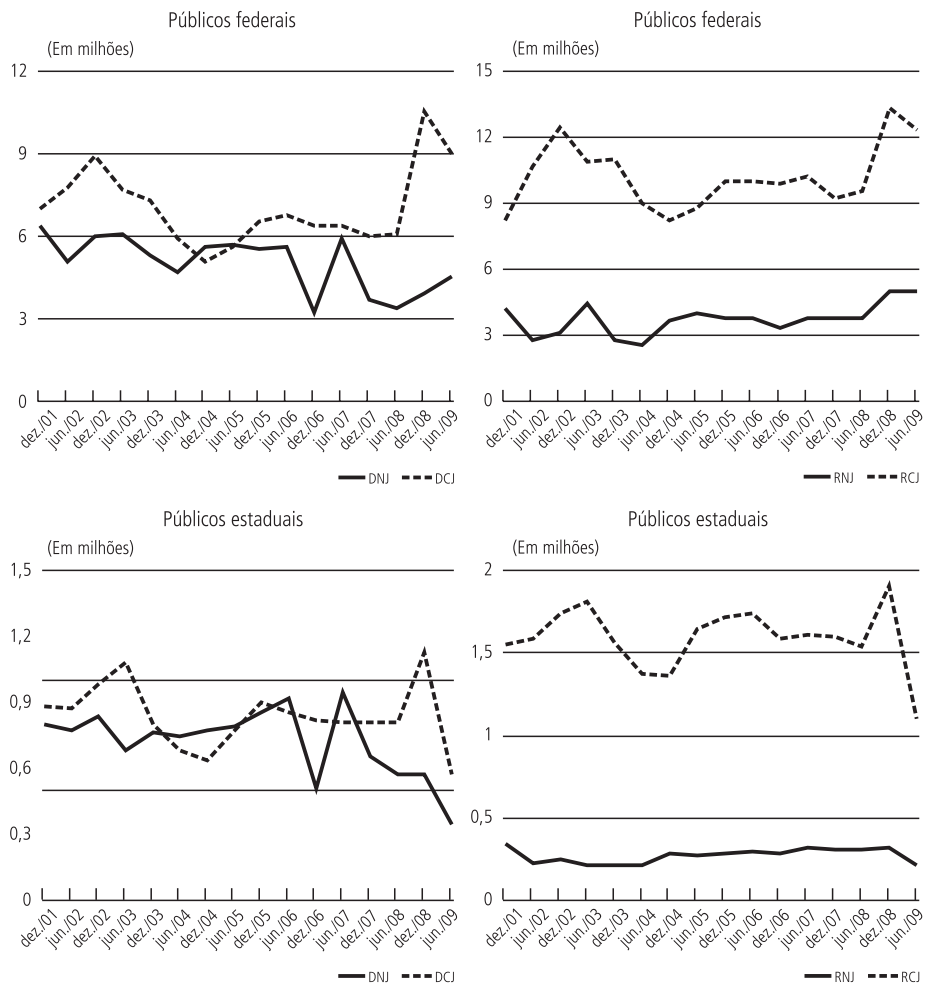 Públicos federais
(Em milhões)
12
9
6
3
0
dez./01 jun./02 dez./02 jun./03 dez./03 jun./04 dez./04 jun./05 dez./05 jun./06 dez./06 jun./07 dez./07 jun./08 dez./08 jun./09
DNJ DCJ
Públicos federais
(Em milhões)
15
12
9
6
3
0
dez./01 jun./02 dez./02 jun./03 dez./03 jun./04 dez./04 jun./05 dez./05 jun./06 dez./06 jun./07 dez./07 jun./08 dez./08 jun./09
RNJ RCJ
Públicos estaduais
(Em milhões)
1,5
1,2
0,9
0,6
0,3
0
dez./01 jun./02 dez./02 jun./03 dez./03 jun./04 dez./04 jun./05 dez./05 jun./06 dez./06 jun./07 dez./07 jun./08 dez./08 jun./09
DNJ DCJ
Públicos estaduais
(Em milhões)
2
1,5
1
0,5
0
dez./01 jun./02 dez./02 jun./03 dez./03 jun./04 dez./04 jun./05 dez./05 jun./06 dez./06 jun./07 dez./07 jun./08 dez./08 jun./09
RNJ RCJ